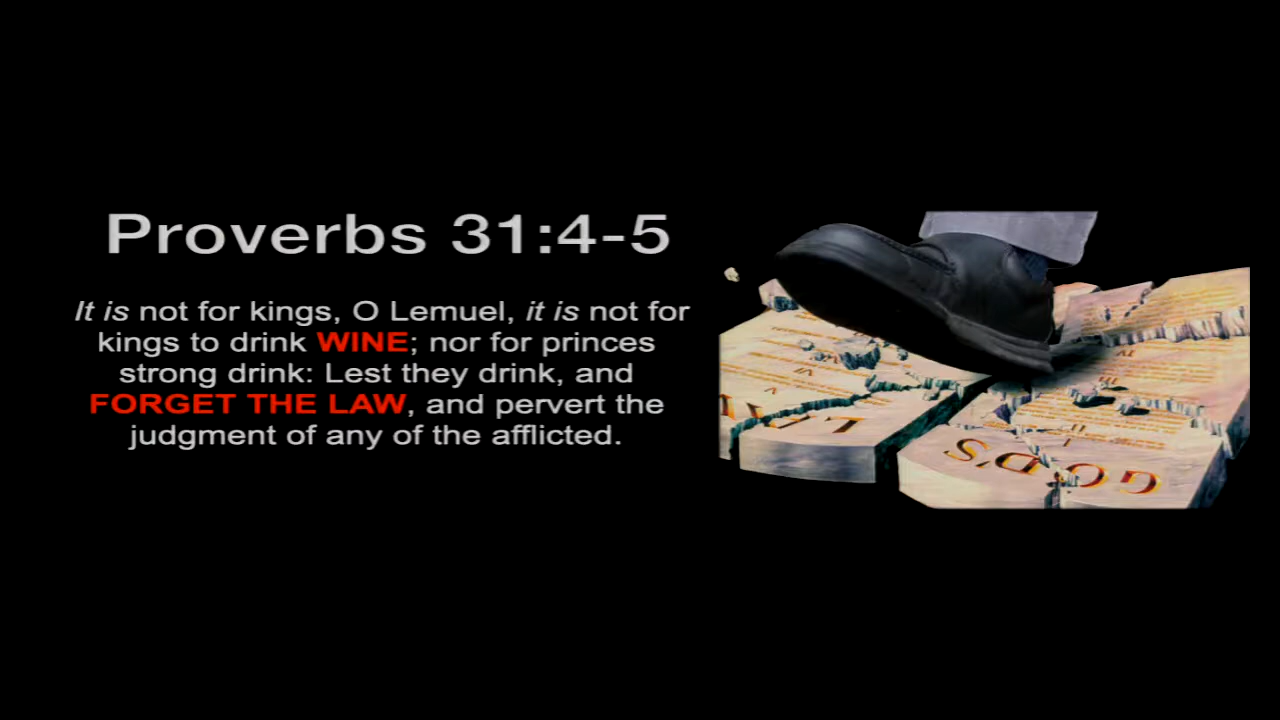 Proverbs 31:4-5
It is not for kings, O Lemuel, it is not for
kings to drink WINE; nor for princes
strong drink: Lest they drink, and
FORGET THE LAW, and pervert the
judgment of any of the afflicted.
LAW
GOD'S